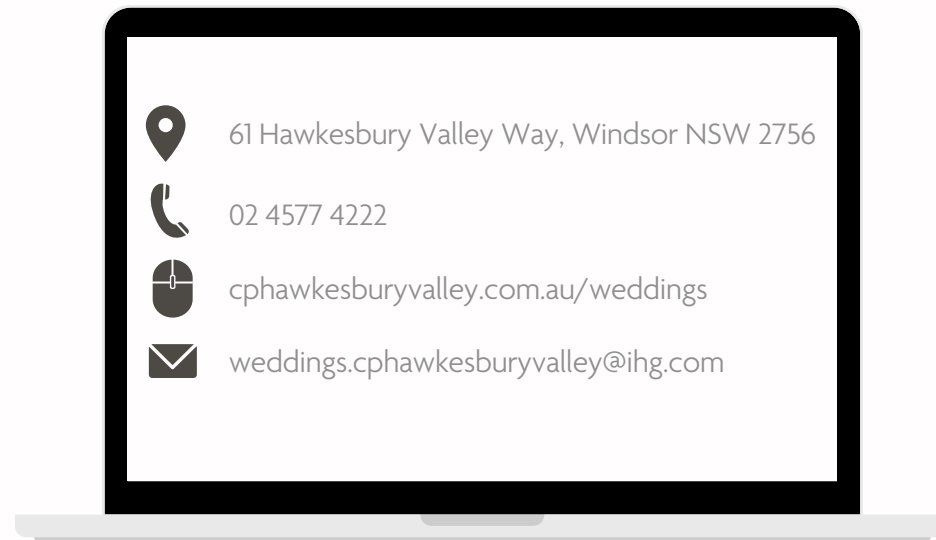 61 Hawkesbury Valley Way, Windsor NSW 2756
02 4577 4222
cphawkesburyvalley.com.au/weddings
weddings.cphawkesburyvalley@ihg.com